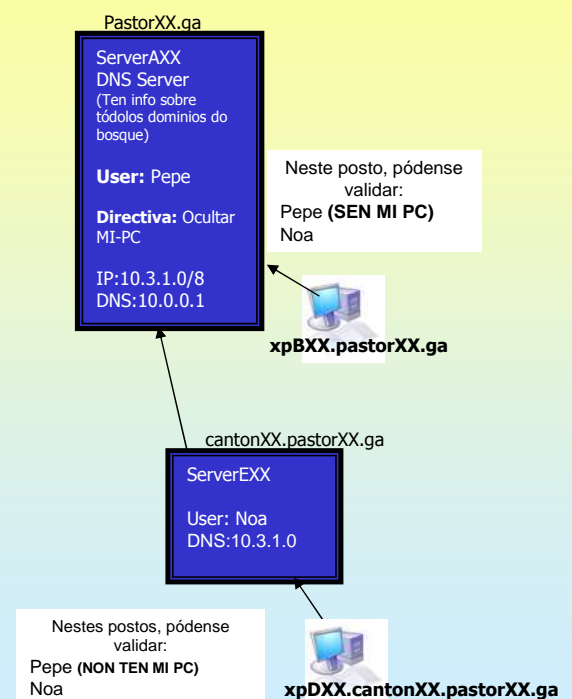 PastorXX.ga
ServerAXX
DNS Server
(Ten info sobre
tódolos dominios do
bosque)
User: Pepe
Directiva: Ocultar
MI-PC
IP:10.3.1.0/8
DNS:10.0.0.1
Neste posto, pódense
validar:
Pepe (SEN MI PC)
Noa
xpBXX.pastorXX.ga
cantonXX.pastorXX.ga
ServerEXX
User: Noa
DNS:10.3.1.0
Nestes postos, pódense
validar:
Pepe (NON TEN MI PC)
Noa
xpDXX.cantonXX.pastorXX.ga